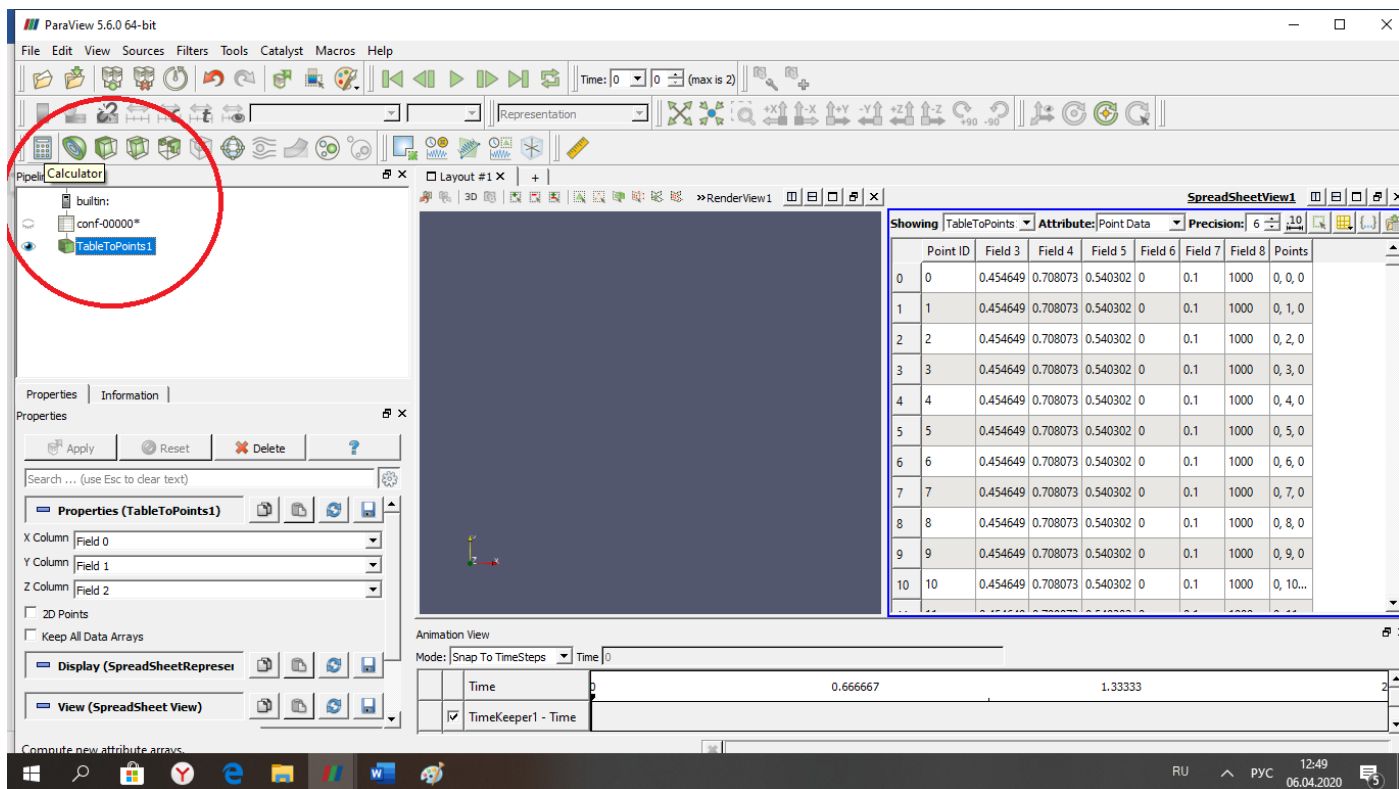 ParaView 5.6.0 64-bit
File Edit View Sources Filters Tools Catalyst Macros Help
Time: 0 0 (max is 2)
Representation
+X -X +Y -Y +Z -Z +90 -90
Calculator
Pipelin
builtin:
conf-00000*
TableToPoints1
Layout #1 × +
3D »RenderView1
SpreadSheetView1
Showing TableToPoints Attribute: Point Data Precision: 6
Point ID Field 3 Field 4 Field 5 Field 6 Field 7 Field 8 Points
0 0 0.454649 0.708073 0.540302 0 0.1 1000 0, 0, 0
1 1 0.454649 0.708073 0.540302 0 0.1 1000 0, 1, 0
2 2 0.454649 0.708073 0.540302 0 0.1 1000 0, 2, 0
3 3 0.454649 0.708073 0.540302 0 0.1 1000 0, 3, 0
4 4 0.454649 0.708073 0.540302 0 0.1 1000 0, 4, 0
5 5 0.454649 0.708073 0.540302 0 0.1 1000 0, 5, 0
6 6 0.454649 0.708073 0.540302 0 0.1 1000 0, 6, 0
7 7 0.454649 0.708073 0.540302 0 0.1 1000 0, 7, 0
8 8 0.454649 0.708073 0.540302 0 0.1 1000 0, 8, 0
9 9 0.454649 0.708073 0.540302 0 0.1 1000 0, 9, 0
10 10 0.454649 0.708073 0.540302 0 0.1 1000 0, 10...
Properties Information
Properties
Apply Reset Delete ?
Search ... (use Esc to clear text)
Properties (TableToPoints1)
X Column Field 0
Y Column Field 1
Z Column Field 2
2D Points
Keep All Data Arrays
Display (SpreadSheetReprese
View (SpreadSheet View)
Y
Z X
Animation View
Mode: Snap To TimeSteps Time 0
Time 0 0.666667 1.33333 2
TimeKeeper1 - Time
Compute new attribute arrays.
RU РУС 12:49
06.04.2020 5